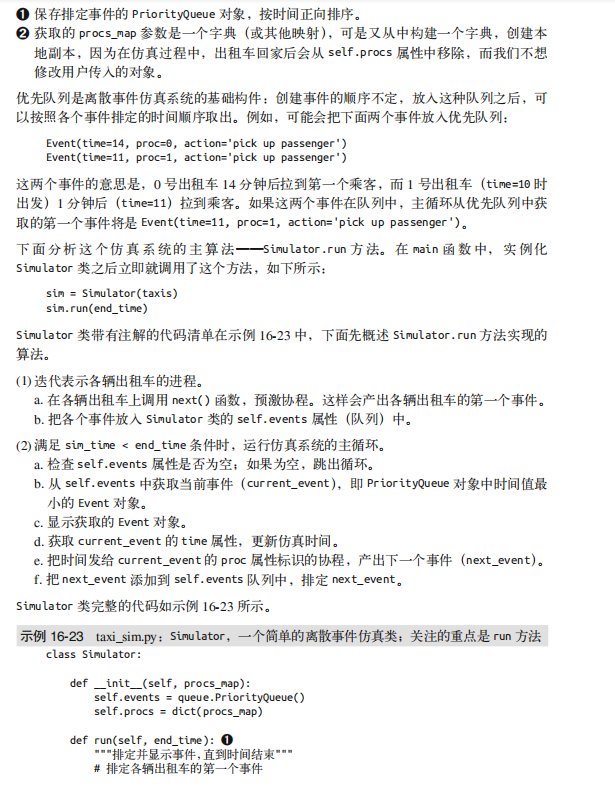 ❶ 保存排定事件的 PriorityQueue 对象，按时间正向排序。
❷ 获取的 procs_map 参数是一个字典（或其他映射），可是又从中构建一个字典，创建本
地副本，因为在仿真过程中，出租车回家后会从 self.procs 属性中移除，而我们不想
修改用户传入的对象。
优先队列是离散事件仿真系统的基础构件：创建事件的顺序不定，放入这种队列之后，可
以按照各个事件排定的时间顺序取出。例如，可能会把下面两个事件放入优先队列：
Event(time=14, proc=0, action='pick up passenger')
Event(time=11, proc=1, action='pick up passenger')
这两个事件的意思是，0 号出租车 14 分钟后拉到第一个乘客，而 1 号出租车（time=10 时
出发）1 分钟后（time=11）拉到乘客。如果这两个事件在队列中，主循环从优先队列中获
取的第一个事件将是 Event(time=11, proc=1, action='pick up passenger')。
下面分析这个仿真系统的主算法——Simulator.run 方法。在 main 函数中，实例化
Simulator 类之后立即就调用了这个方法，如下所示：
sim = Simulator(taxis)
sim.run(end_time)
Simulator 类带有注解的代码清单在示例 16-23 中，下面先概述 Simulator.run 方法实现的
算法。
(1) 迭代表示各辆出租车的进程。
a. 在各辆出租车上调用 next() 函数，预激协程。这样会产出各辆出租车的第一个事件。
b. 把各个事件放入 Simulator 类的 self.events 属性（队列）中。
(2) 满足 sim_time < end_time 条件时，运行仿真系统的主循环。
a. 检查 self.events 属性是否为空；如果为空，跳出循环。
b. 从 self.events 中获取当前事件（current_event），即 PriorityQueue 对象中时间值最
小的 Event 对象。
c. 显示获取的 Event 对象。
d. 获取 current_event 的 time 属性，更新仿真时间。
e. 把时间发给 current_event 的 proc 属性标识的协程，产出下一个事件（next_event）。
f. 把 next_event 添加到 self.events 队列中，排定 next_event。
Simulator 类完整的代码如示例 16-23 所示。
示例 16-23 taxi_sim.py：Simulator，一个简单的离散事件仿真类；关注的重点是 run 方法
class Simulator:
def __init__(self, procs_map):
self.events = queue.PriorityQueue()
self.procs = dict(procs_map)
def run(self, end_time): ❶
"""排定并显示事件，直到时间结束"""
# 排定各辆出租车的第一个事件